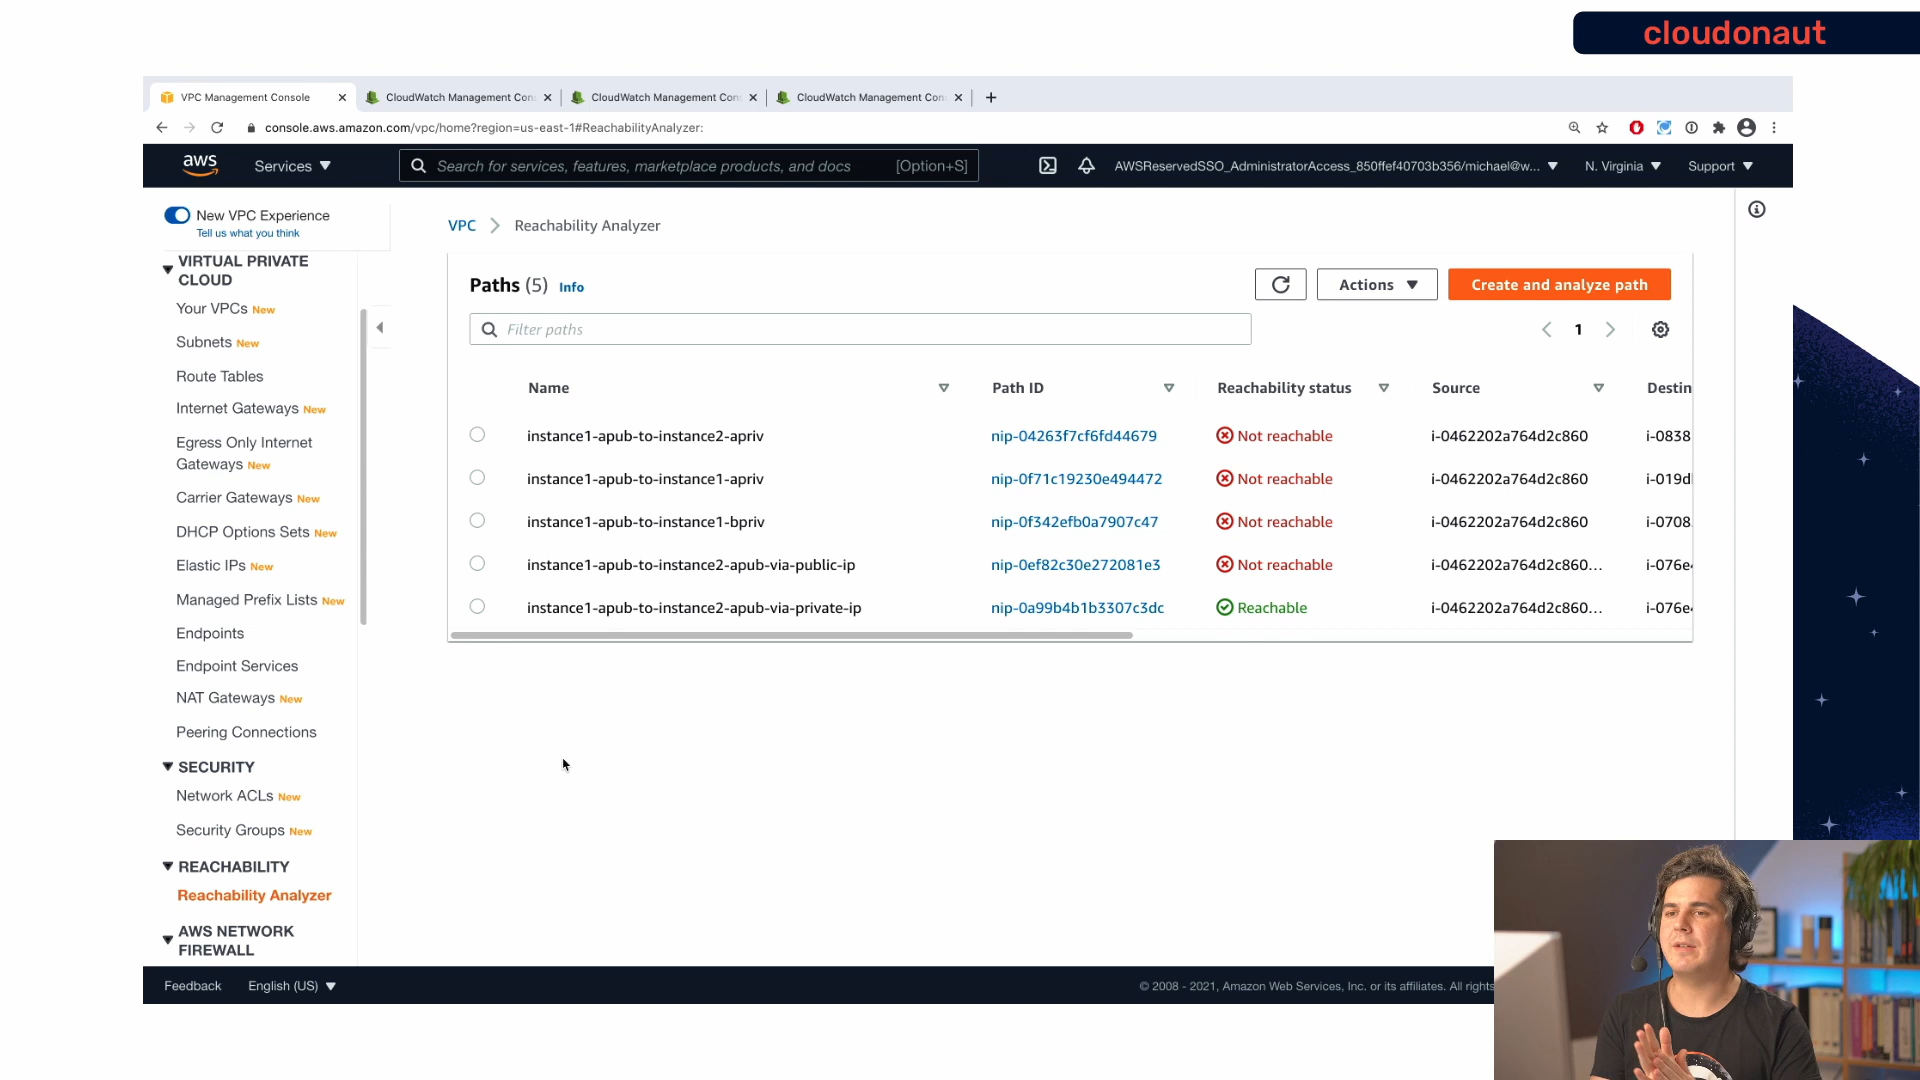 cloudonaut
VPC Management Console
CloudWatch Management Con
CloudWatch Management Con
CloudWatch Management Con
console.aws.amazon.com/vpc/home?region=us-east-1#ReachabilityAnalyzer:
aws
Services
Search for services, features, marketplace products, and docs
[Option+S]
AWSReservedSSO_AdministratorAccess_850ffef40703b356/michael@w...
N. Virginia
Support
New VPC Experience
Tell us what you think
VIRTUAL PRIVATE
CLOUD
Your VPCs New
Subnets New
Route Tables
Internet Gateways New
Egress Only Internet
Gateways New
Carrier Gateways New
DHCP Options Sets New
Elastic IPs New
Managed Prefix Lists New
Endpoints
Endpoint Services
NAT Gateways New
Peering Connections
SECURITY
Network ACLs New
Security Groups New
REACHABILITY
Reachability Analyzer
AWS NETWORK
FIREWALL
VPC > Reachability Analyzer
Paths (5) Info
Actions
Create and analyze path
Filter paths
1
Name Path ID Reachability status Source Destin
instance1-apub-to-instance2-apriv nip-04263f7cf6fd44679 Not reachable i-0462202a764d2c860 i-0838
instance1-apub-to-instance1-apriv nip-0f71c19230e494472 Not reachable i-0462202a764d2c860 i-019d
instance1-apub-to-instance1-bpriv nip-0f342efb0a7907c47 Not reachable i-0462202a764d2c860 i-0708
instance1-apub-to-instance2-apub-via-public-ip nip-0ef82c30e272081e3 Not reachable i-0462202a764d2c860... i-076e
instance1-apub-to-instance2-apub-via-private-ip nip-0a99b4b1b3307c3dc Reachable i-0462202a764d2c860... i-076e
Feedback
English (US)
© 2008 - 2021, Amazon Web Services, Inc. or its affiliates. All rights